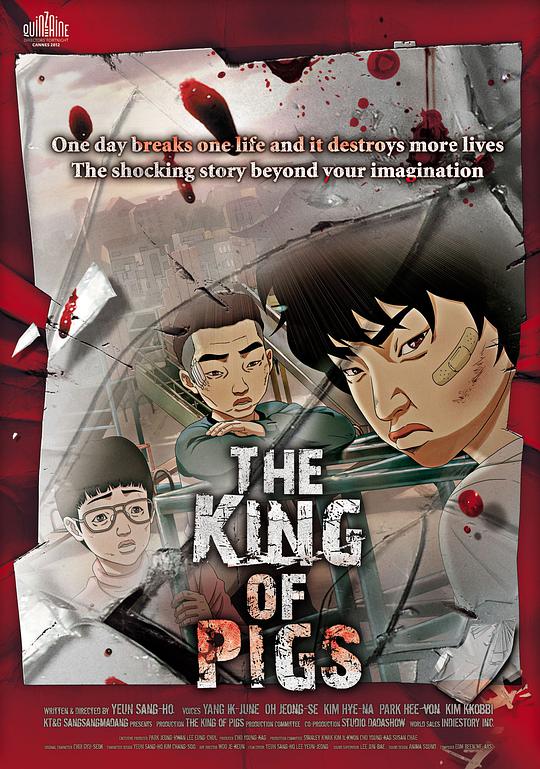 QUINZAINE
DIRECTORS' FORTNIGHT
CANNES 2012
One day breaks one life and it destroys more lives
The shocking story beyond your imagination
THE
KING
OF
PIGS
WRITTEN & DIRECTED BY YEUN SANG-HO VOICES YANG IK-JUNE OH JEONG-SE KIM HYE-NA PARK HEE-VON KIM KKOBBI
KT&G SANGSANGMADANG PRESENTS PRODUCTION THE KING OF PIGS PRODUCTION COMMITTEE CO-PRODUCTION STUDIO DADASHOW WORLD SALES INDIESTORY INC.